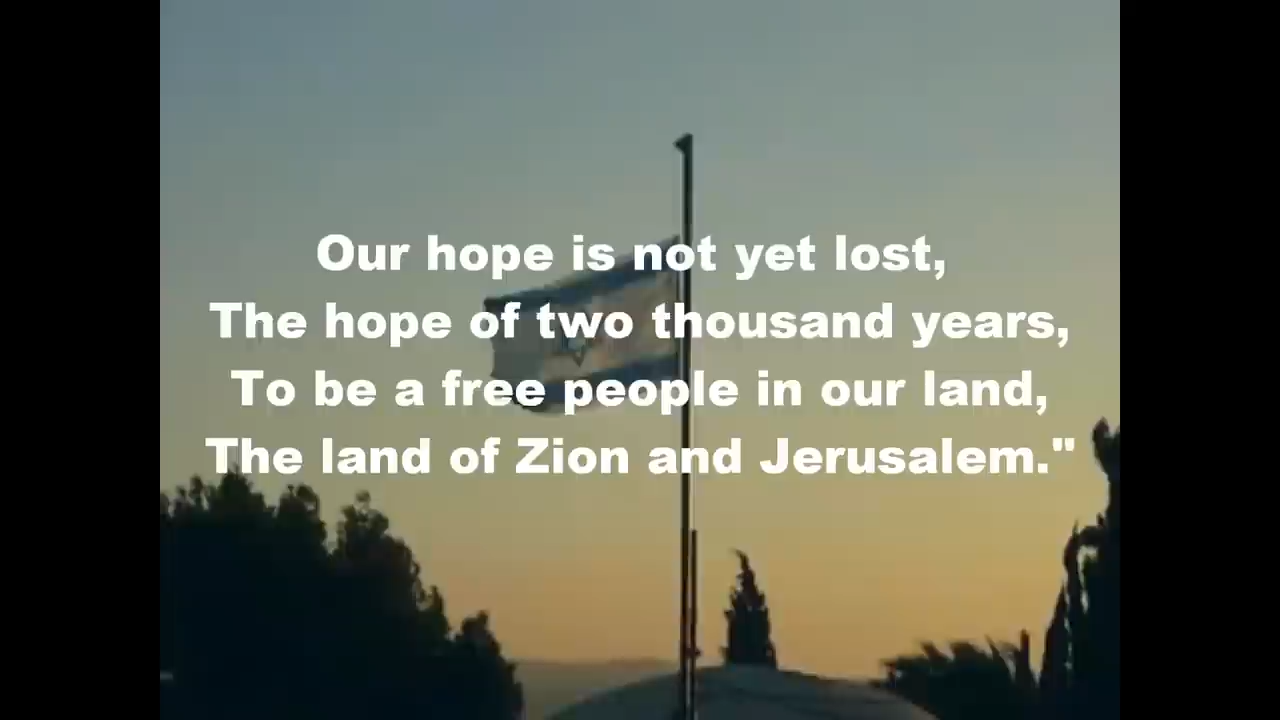 Our hope is not yet lost,
The hope of two thousand years,
To be a free people in our land,
The land of Zion and Jerusalem."